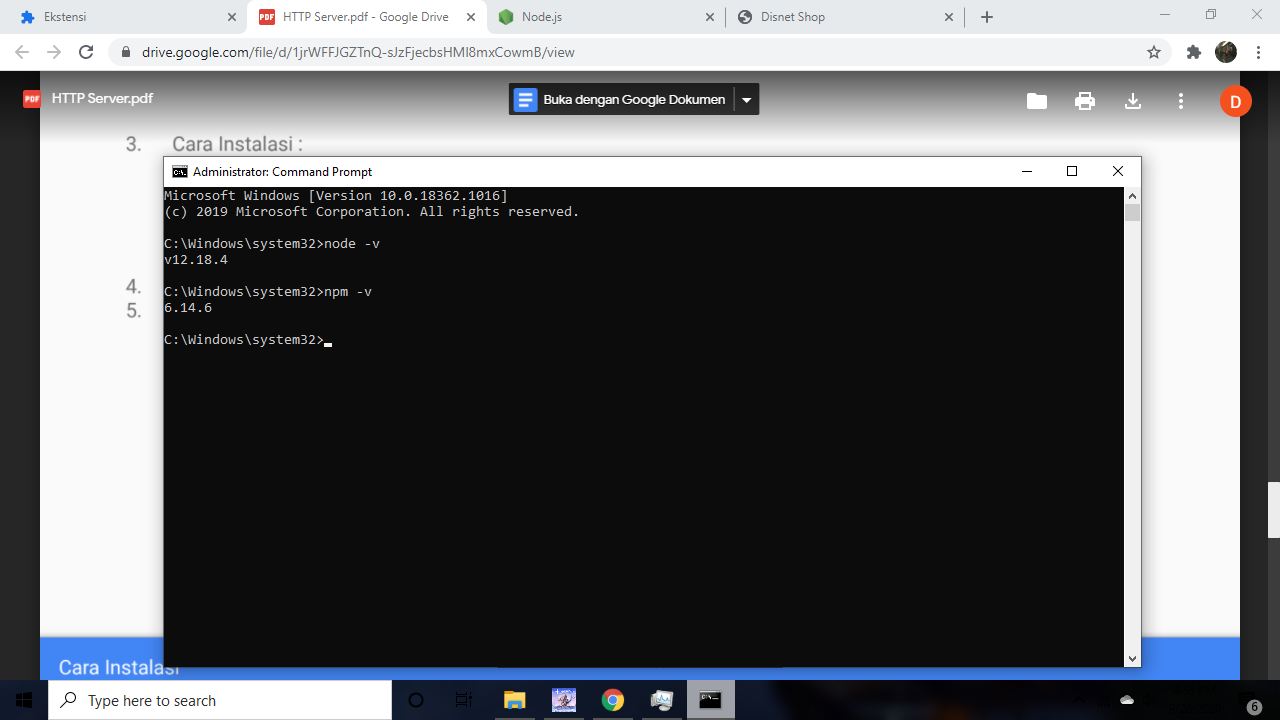 Ekstensi
HTTP Server.pdf - Google Drive
Node.js
Disnet Shop
drive.google.com/file/d/1jrWFFJGZTnQ-sJzFjecbsHMI8mxCowmB/view
PDF
HTTP Server.pdf
Buka dengan Google Dokumen
D
3. Cara Instalasi :
Administrator: Command Prompt
Microsoft Windows [Version 10.0.18362.1016]
(c) 2019 Microsoft Corporation. All rights reserved.
C:\Windows\system32>node -v
v12.18.4
C:\Windows\system32>npm -v
6.14.6
C:\Windows\system32>
4.
5.
Cara Instalasi
Type here to search
6